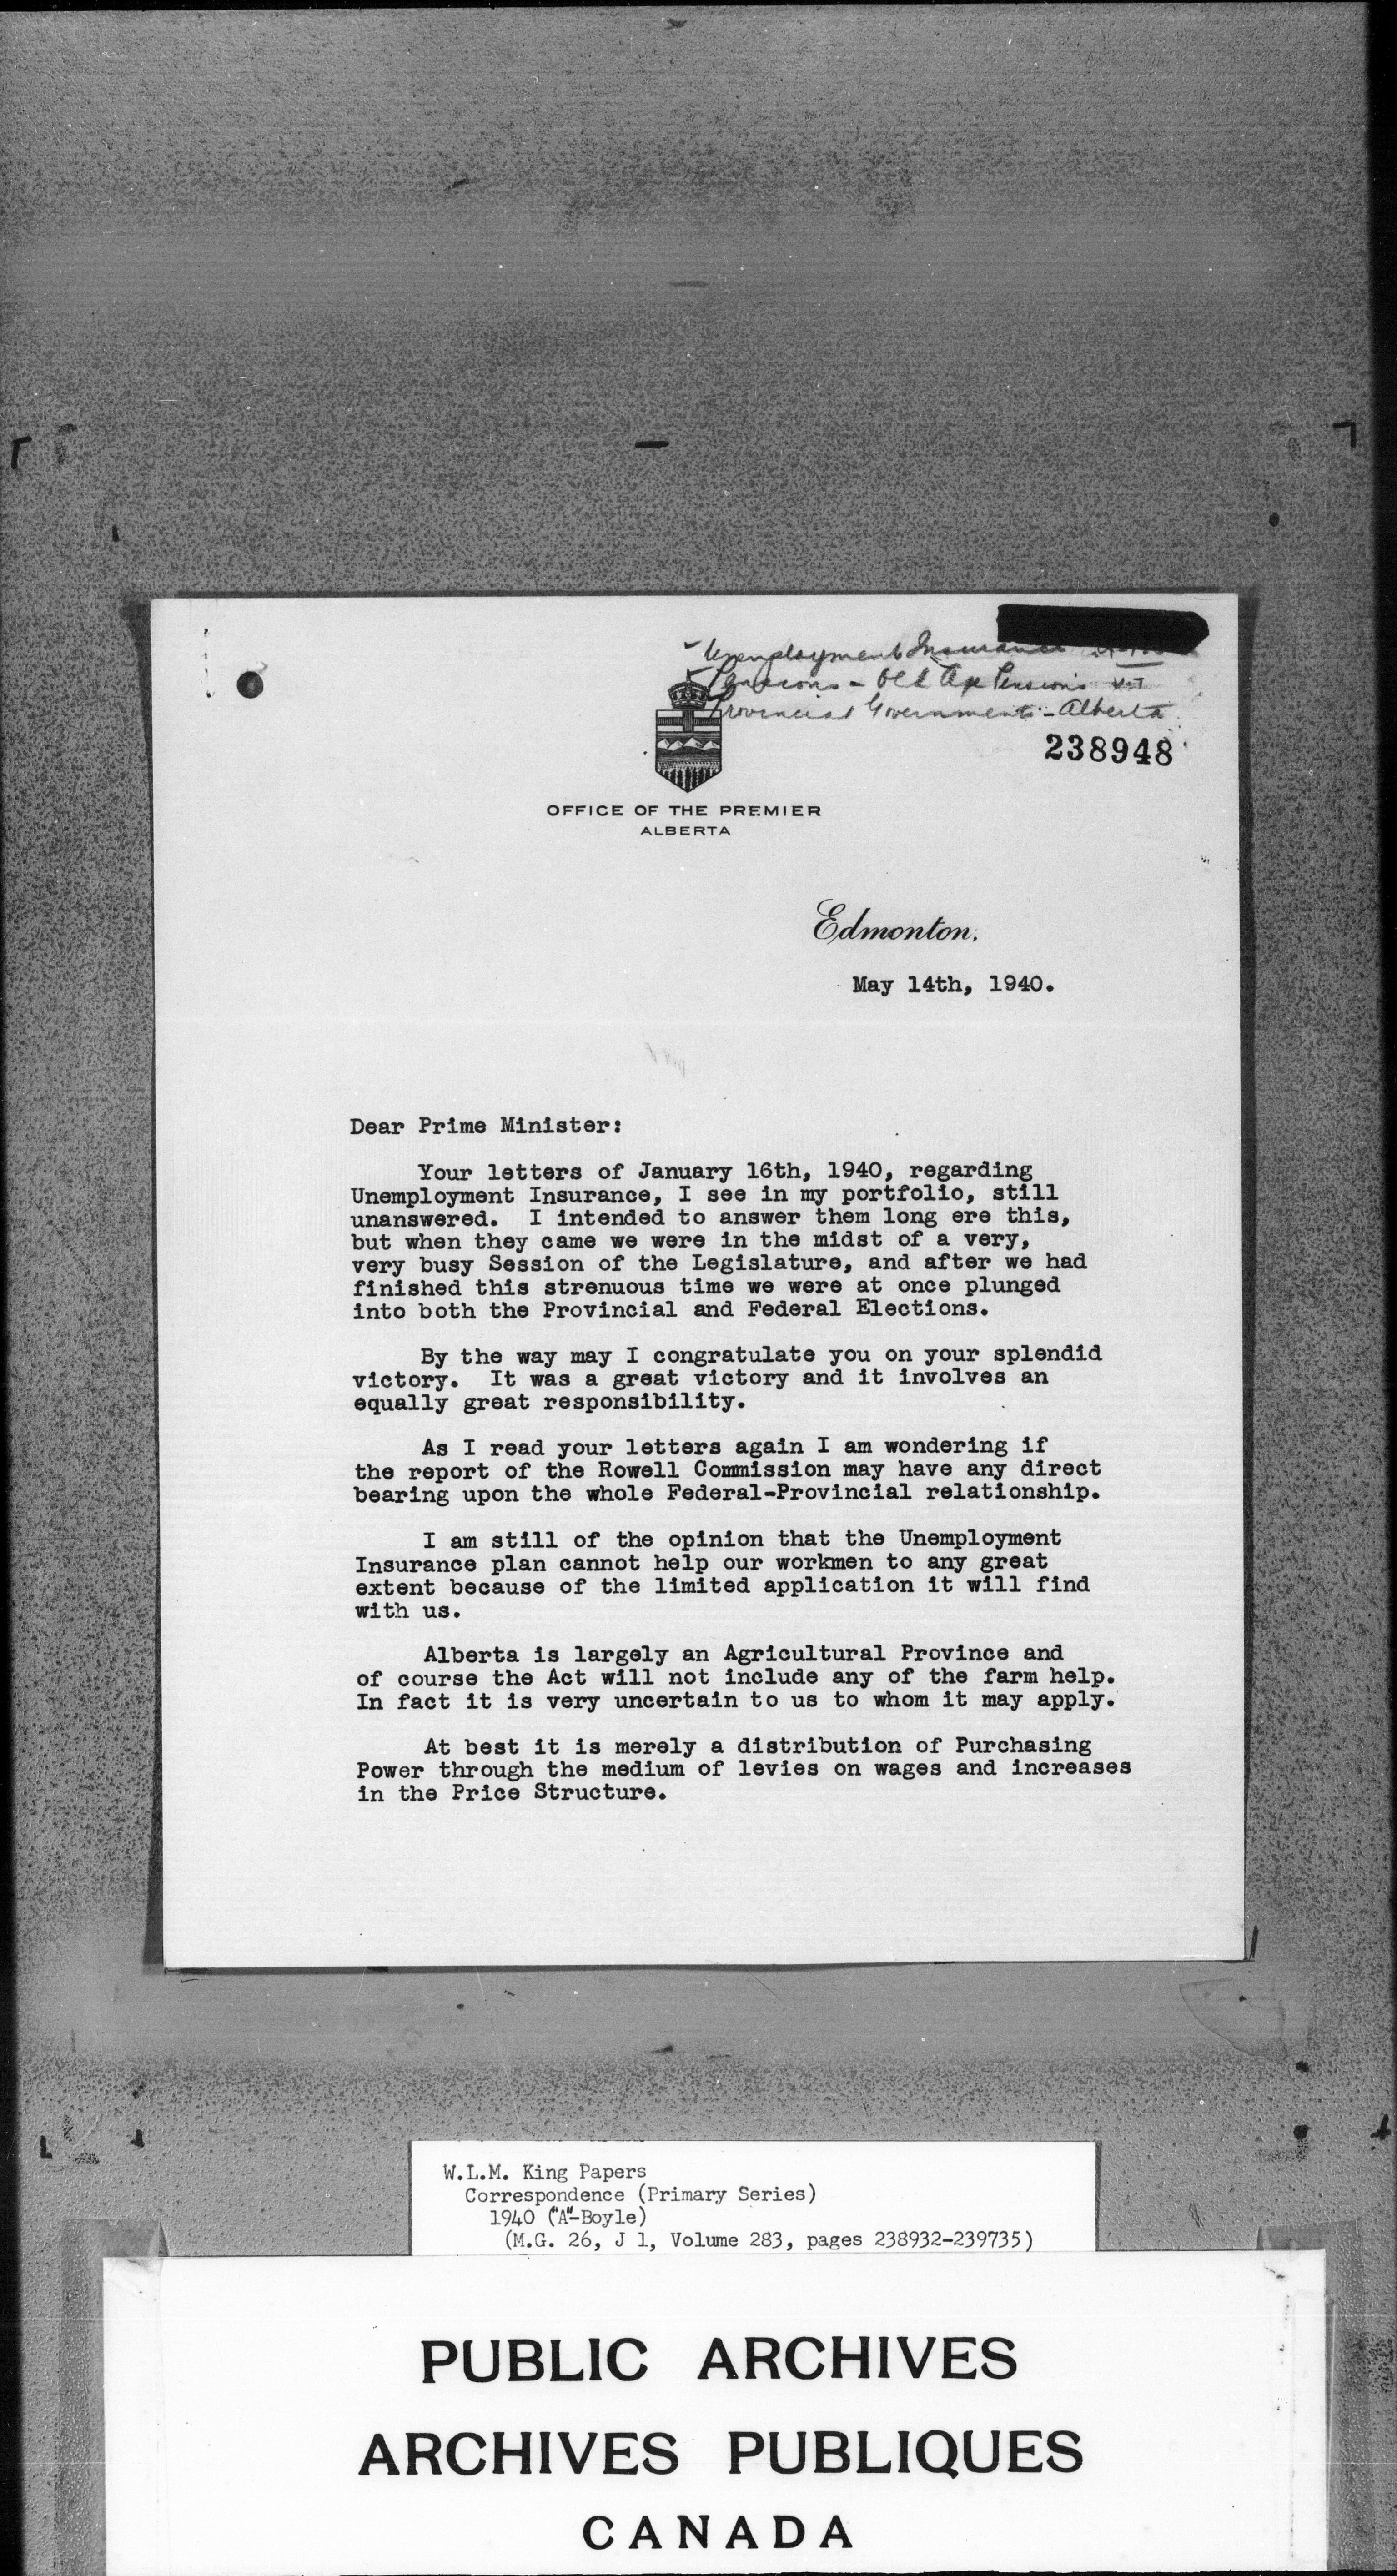 Unemployment Insurance
Pensions - Old Age Pensions
Provincial Governments - Alberta
238948
OFFICE OF THE PREMIER
ALBERTA
Edmonton,
May 14th, 1940.
Dear Prime Minister:
Your letters of January 16th, 1940, regarding
Unemployment Insurance, I see in my portfolio, still
unanswered. I intended to answer them long ere this,
but when they came we were in the midst of a very,
very busy Session of the Legislature, and after we had
finished this strenuous time we were at once plunged
into both the Provincial and Federal Elections.
By the way may I congratulate you on your splendid
victory. It was a great victory and it involves an
equally great responsibility.
As I read your letters again I am wondering if
the report of the Rowell Commission may have any direct
bearing upon the whole Federal-Provincial relationship.
I am still of the opinion that the Unemployment
Insurance plan cannot help our workmen to any great
extent because of the limited application it will find
with us.
Alberta is largely an Agricultural Province and
of course the Act will not include any of the farm help.
In fact it is very uncertain to us to whom it may apply.
At best it is merely a distribution of Purchasing
Power through the medium of levies on wages and increases
in the Price Structure.
W.L.M. King Papers
Correspondence (Primary Series)
1940 ("A"-Boyle)
(M.G. 26, J 1, Volume 283, pages 238932-239735)
PUBLIC ARCHIVES
ARCHIVES PUBLIQUES
CANADA